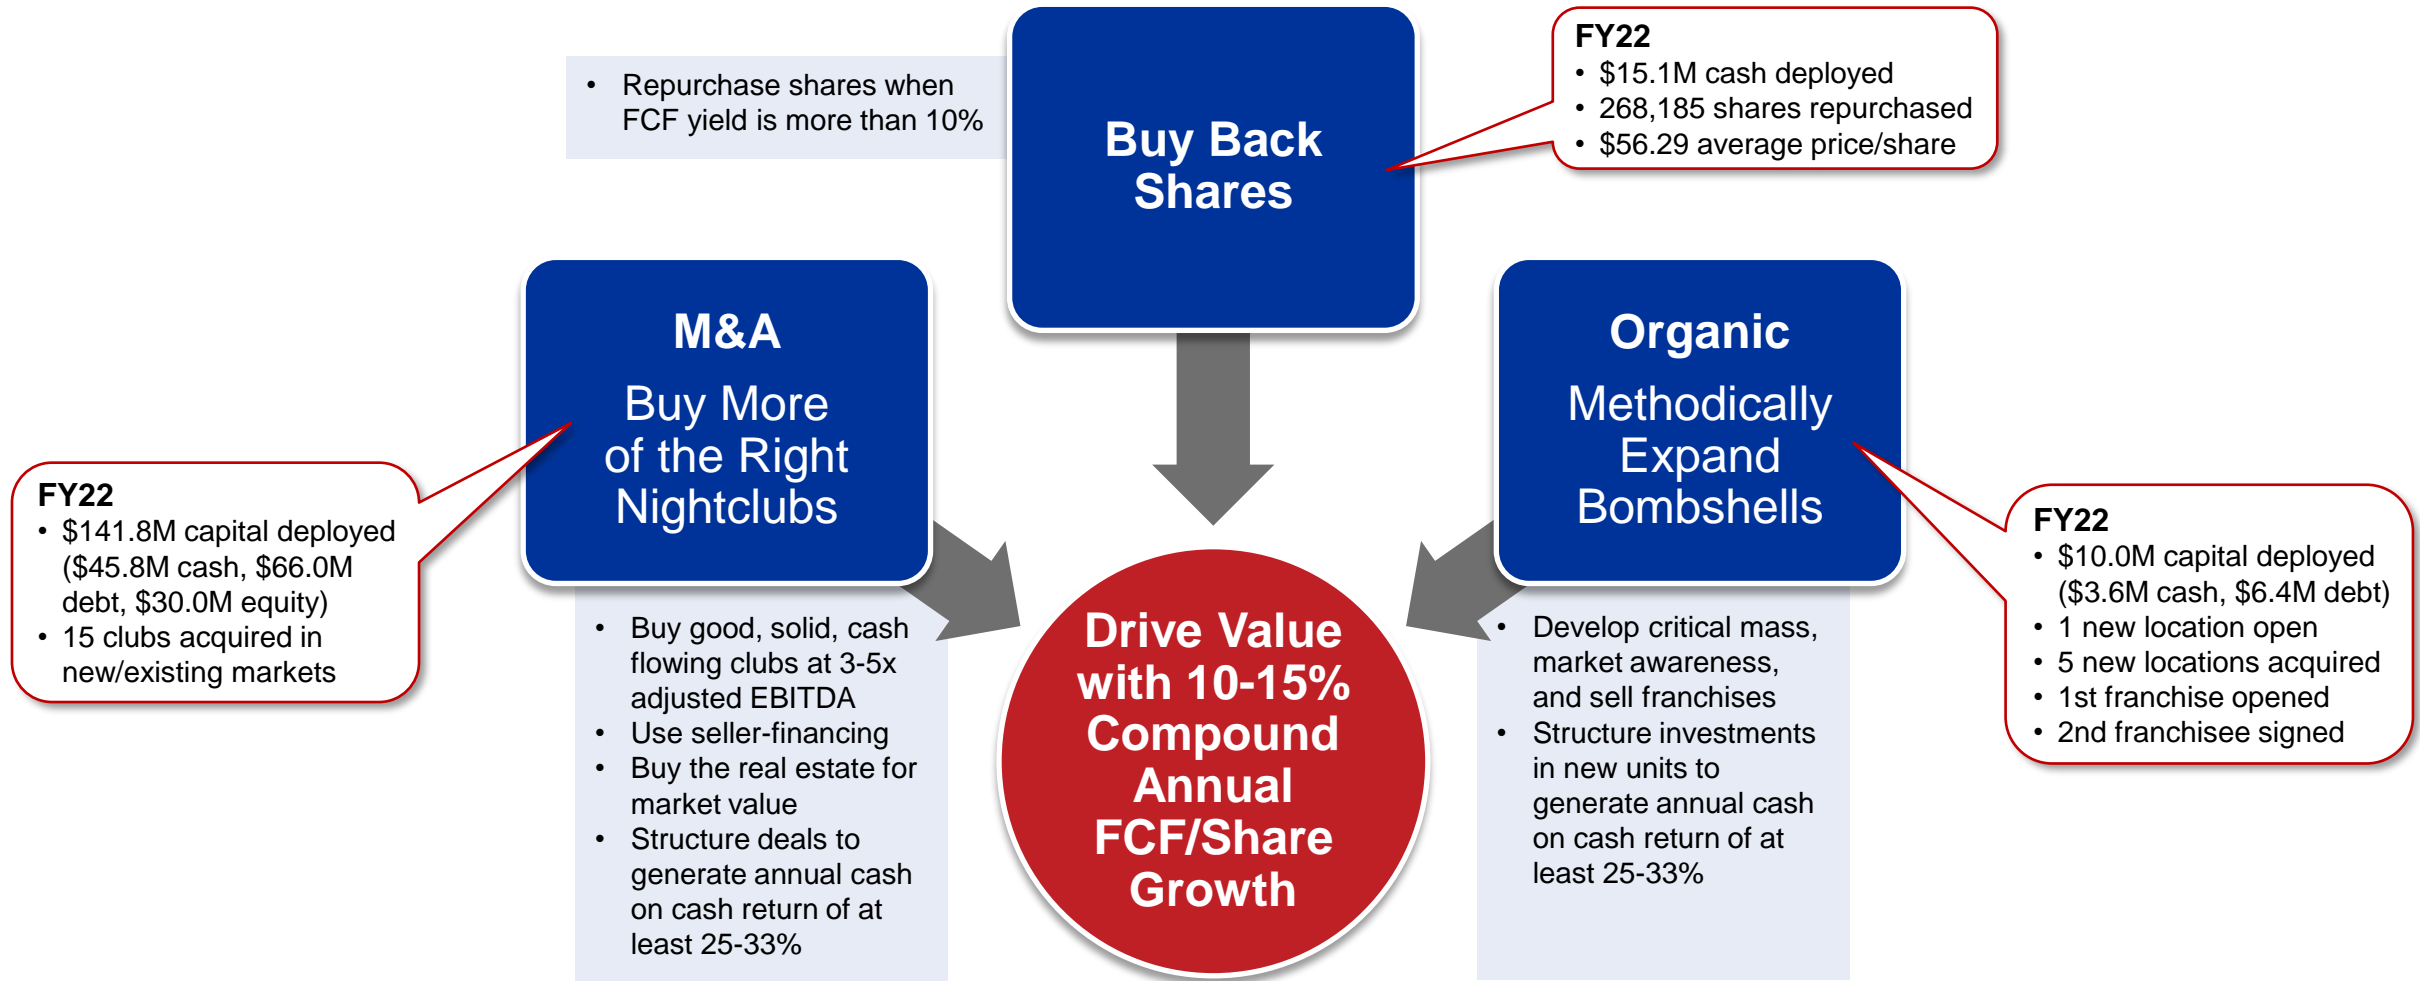 • Repurchase shares when
FCF yield is more than 10%
Buy Back
Shares
FY22
• $15.1M cash deployed
• 268,185 shares repurchased
• $56.29 average price/share
M&A
Buy More
of the Right
Nightclubs
FY22
• $141.8M capital deployed
($45.8M cash, $66.0M
debt, $30.0M equity)
• 15 clubs acquired in
new/existing markets
• Buy good, solid, cash
flowing clubs at 3-5x
adjusted EBITDA
• Use seller-financing
• Buy the real estate for
market value
• Structure deals to
generate annual cash
on cash return of at
least 25-33%
Drive Value
with 10-15%
Compound
Annual
FCF/Share
Growth
Organic
Methodically
Expand
Bombshells
• Develop critical mass,
market awareness,
and sell franchises
• Structure investments
in new units to
generate annual cash
on cash return of at
least 25-33%
FY22
• $10.0M capital deployed
($3.6M cash, $6.4M debt)
• 1 new location open
• 5 new locations acquired
• 1st franchise opened
• 2nd franchisee signed